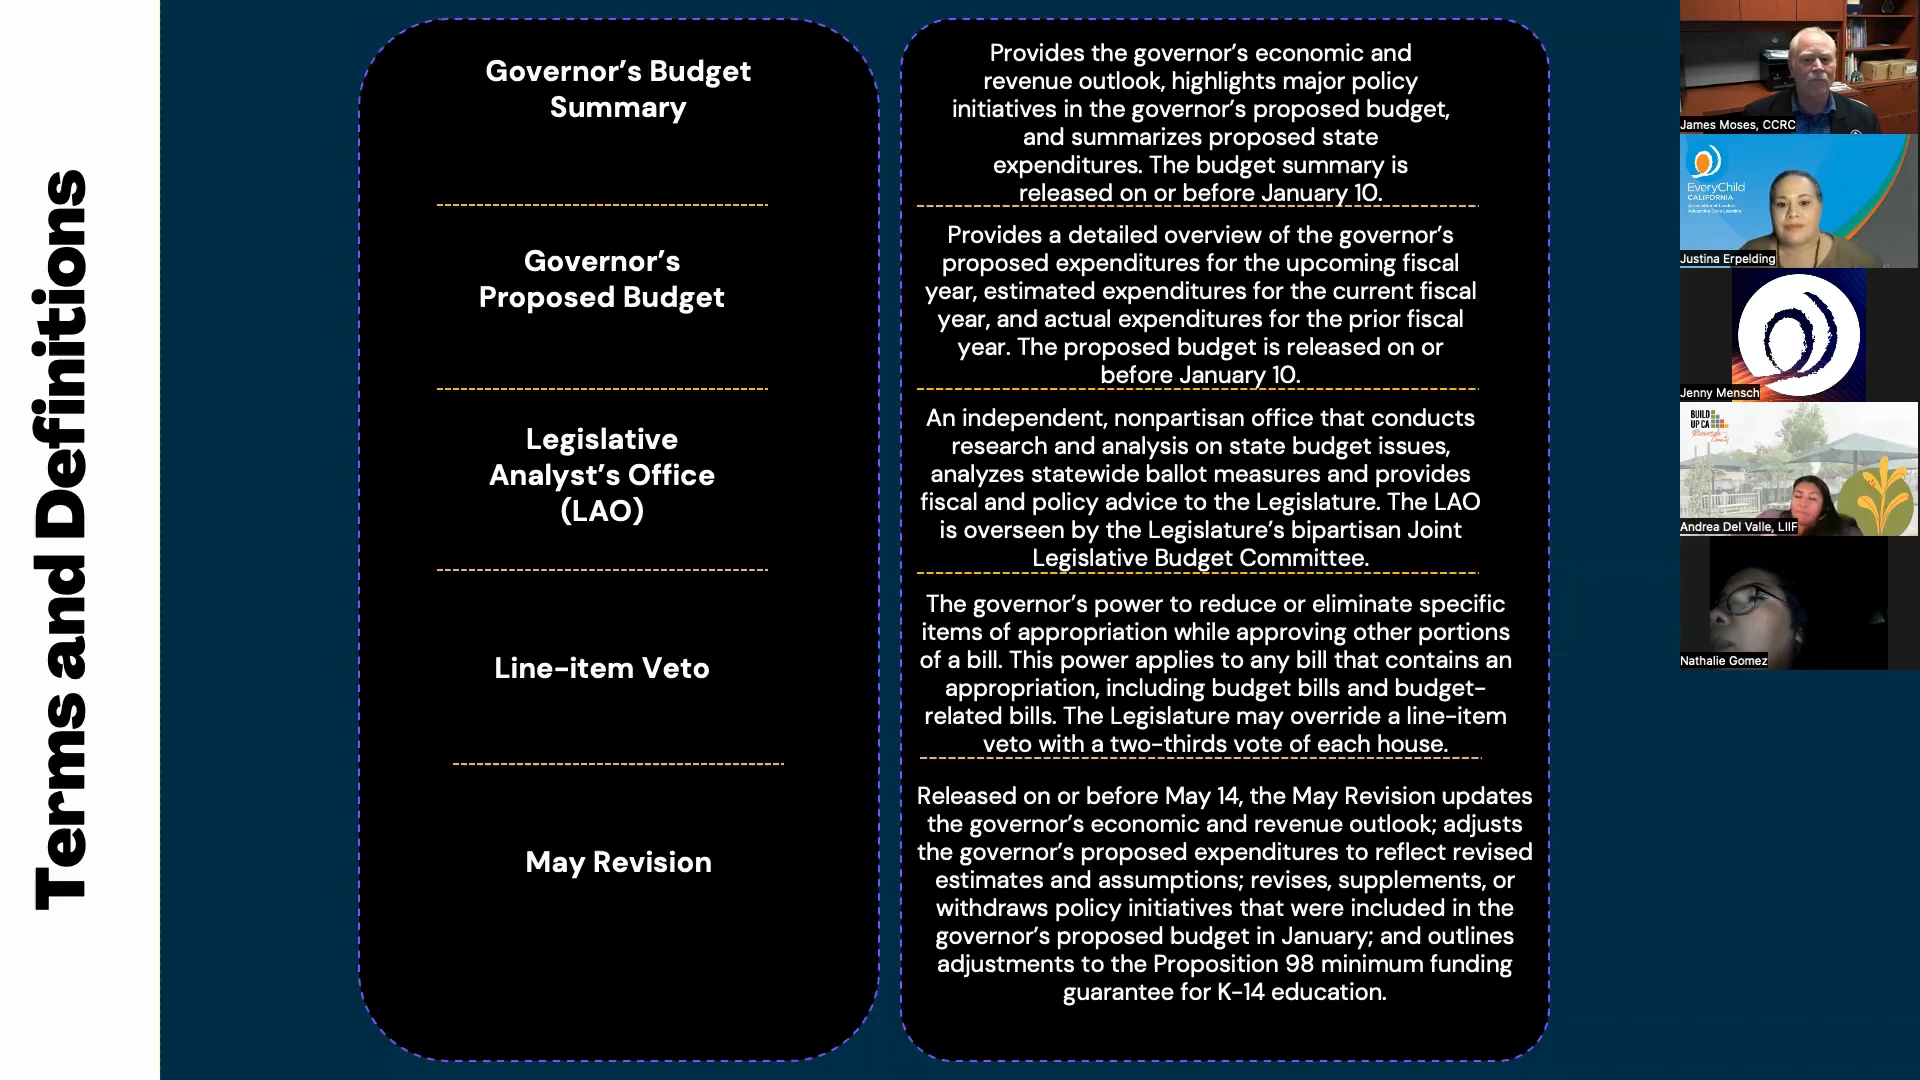 Terms and Definitions
Governor’s Budget
Summary
Provides the governor’s economic and
revenue outlook, highlights major policy
initiatives in the governor’s proposed budget,
and summarizes proposed state
expenditures. The budget summary is
released on or before January 10.
Governor’s
Proposed Budget
Provides a detailed overview of the governor’s
proposed expenditures for the upcoming fiscal
year, estimated expenditures for the current fiscal
year, and actual expenditures for the prior fiscal
year. The proposed budget is released on or
before January 10.
Legislative
Analyst’s Office
(LAO)
An independent, nonpartisan office that conducts
research and analysis on state budget issues,
analyzes statewide ballot measures and provides
fiscal and policy advice to the Legislature. The LAO
is overseen by the Legislature’s bipartisan Joint
Legislative Budget Committee.
Line-item Veto
The governor’s power to reduce or eliminate specific
items of appropriation while approving other portions
of a bill. This power applies to any bill that contains an
appropriation, including budget bills and budget-
related bills. The Legislature may override a line-item
veto with a two-thirds vote of each house.
May Revision
Released on or before May 14, the May Revision updates
the governor’s economic and revenue outlook; adjusts
the governor’s proposed expenditures to reflect revised
estimates and assumptions; revises, supplements, or
withdraws policy initiatives that were included in the
governor’s proposed budget in January; and outlines
adjustments to the Proposition 98 minimum funding
guarantee for K-14 education.
James Moses, CCRC
EveryChild
CALIFORNIA
Justina Erpelding
Jenny Mensch
BUILD
UP CA
Riverside
County
Andrea Del Valle, LIIF
Nathalie Gomez